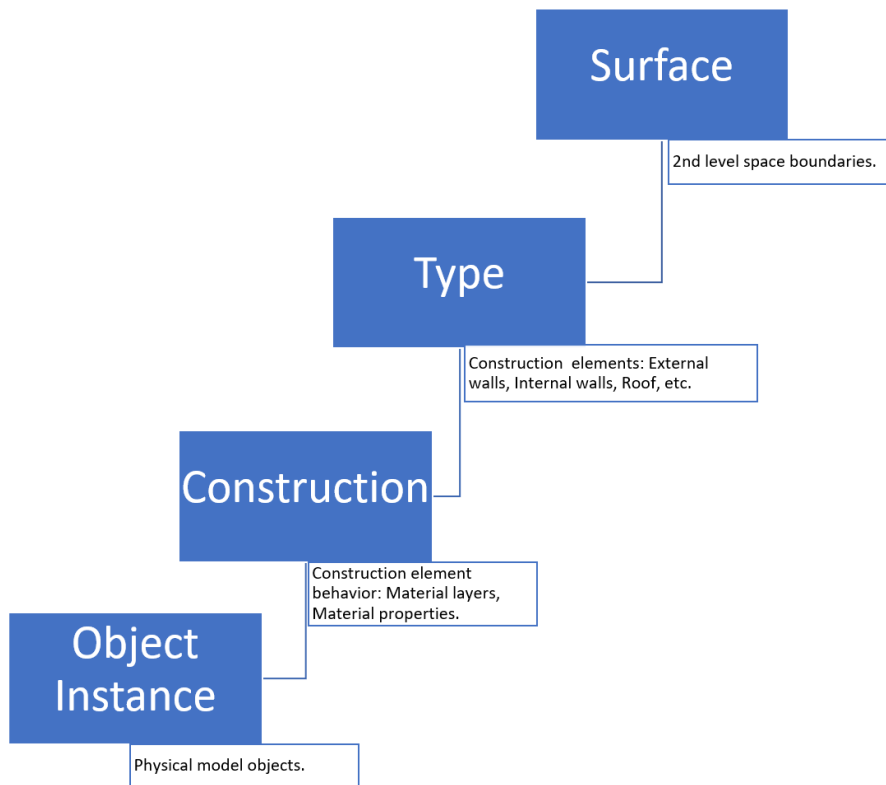 Surface
2nd level space boundaries.
Type
Construction elements: External
walls, Internal walls, Roof, etc.
Construction
Construction element
behavior: Material layers,
Material properties.
Object
Instance
Physical model objects.